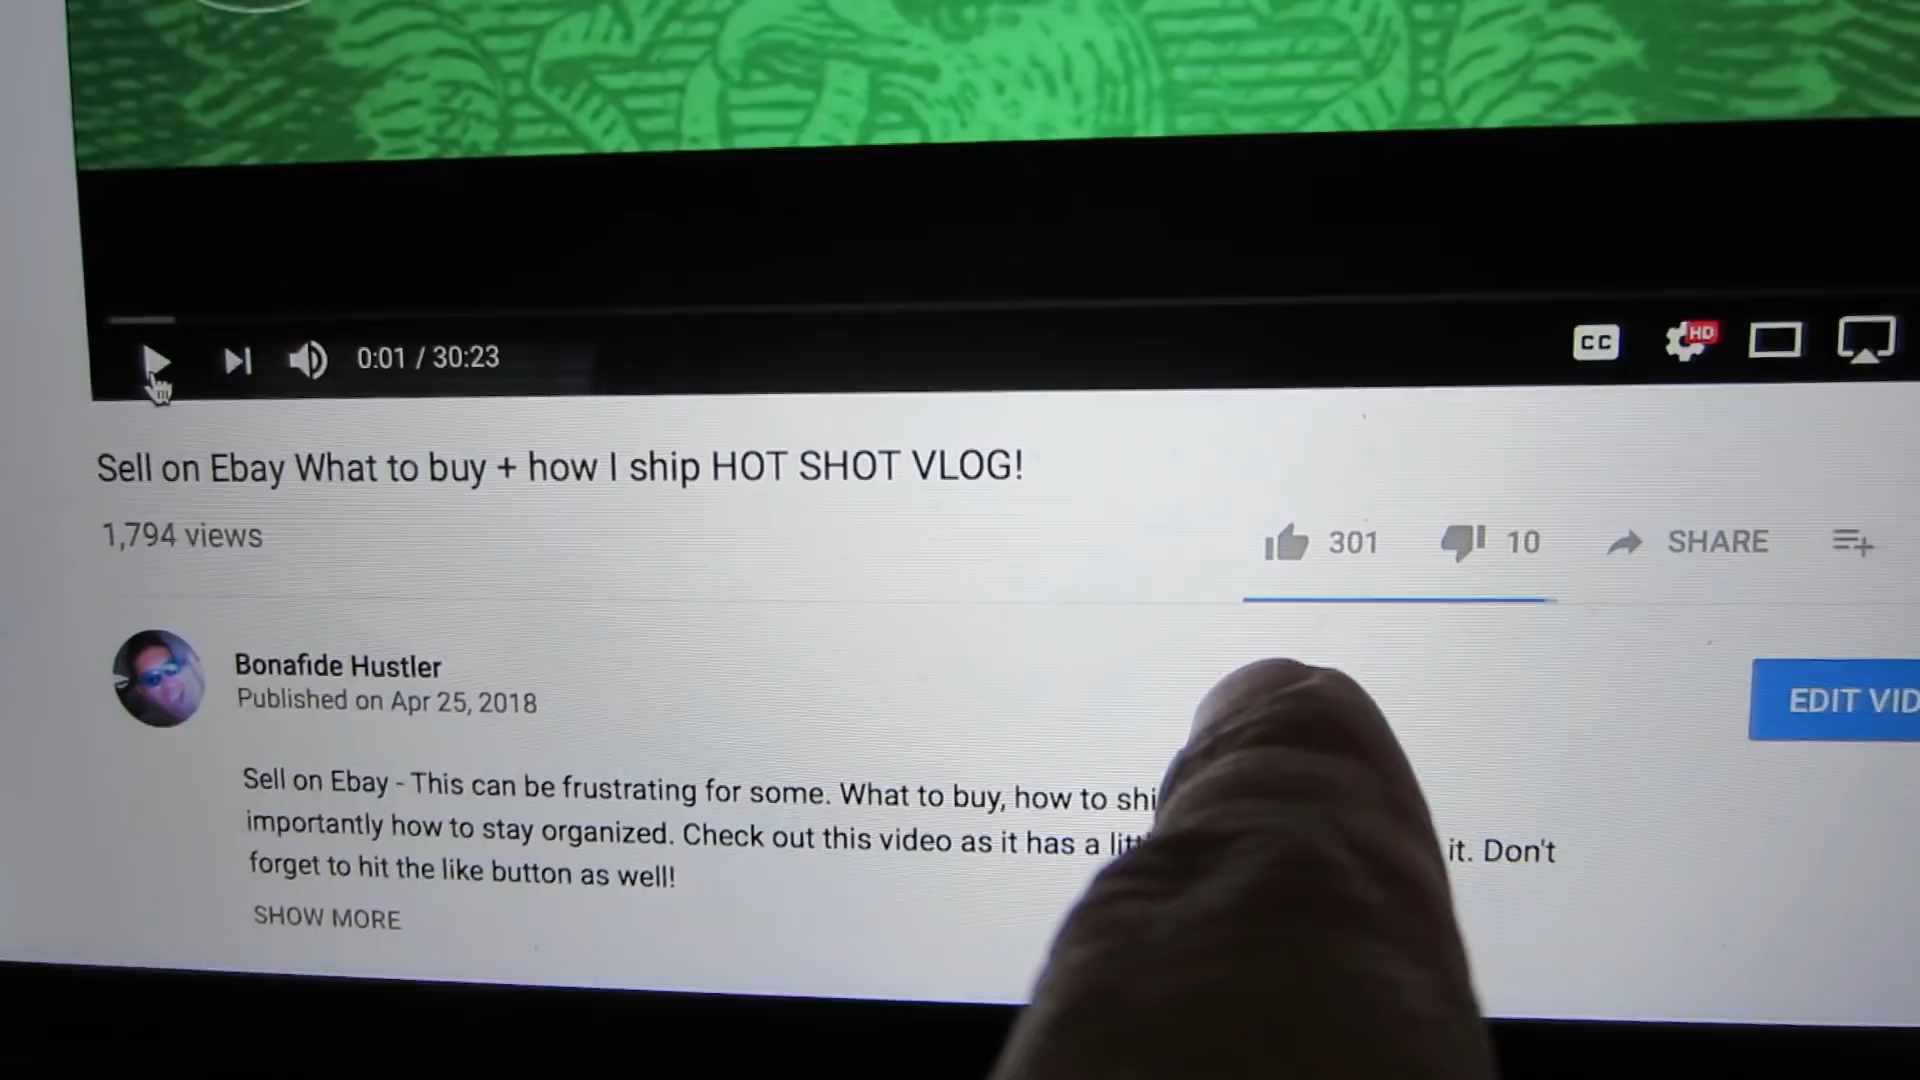 0:01 / 30:23
CC
HD
Sell on Ebay What to buy + how I ship HOT SHOT VLOG!
1,794 views
301
10
SHARE
Bonafide Hustler
Published on Apr 25, 2018
EDIT VID
Sell on Ebay - This can be frustrating for some. What to buy, how to shi
importantly how to stay organized. Check out this video as it has a it. Don't
forget to hit the like button as well!
SHOW MORE